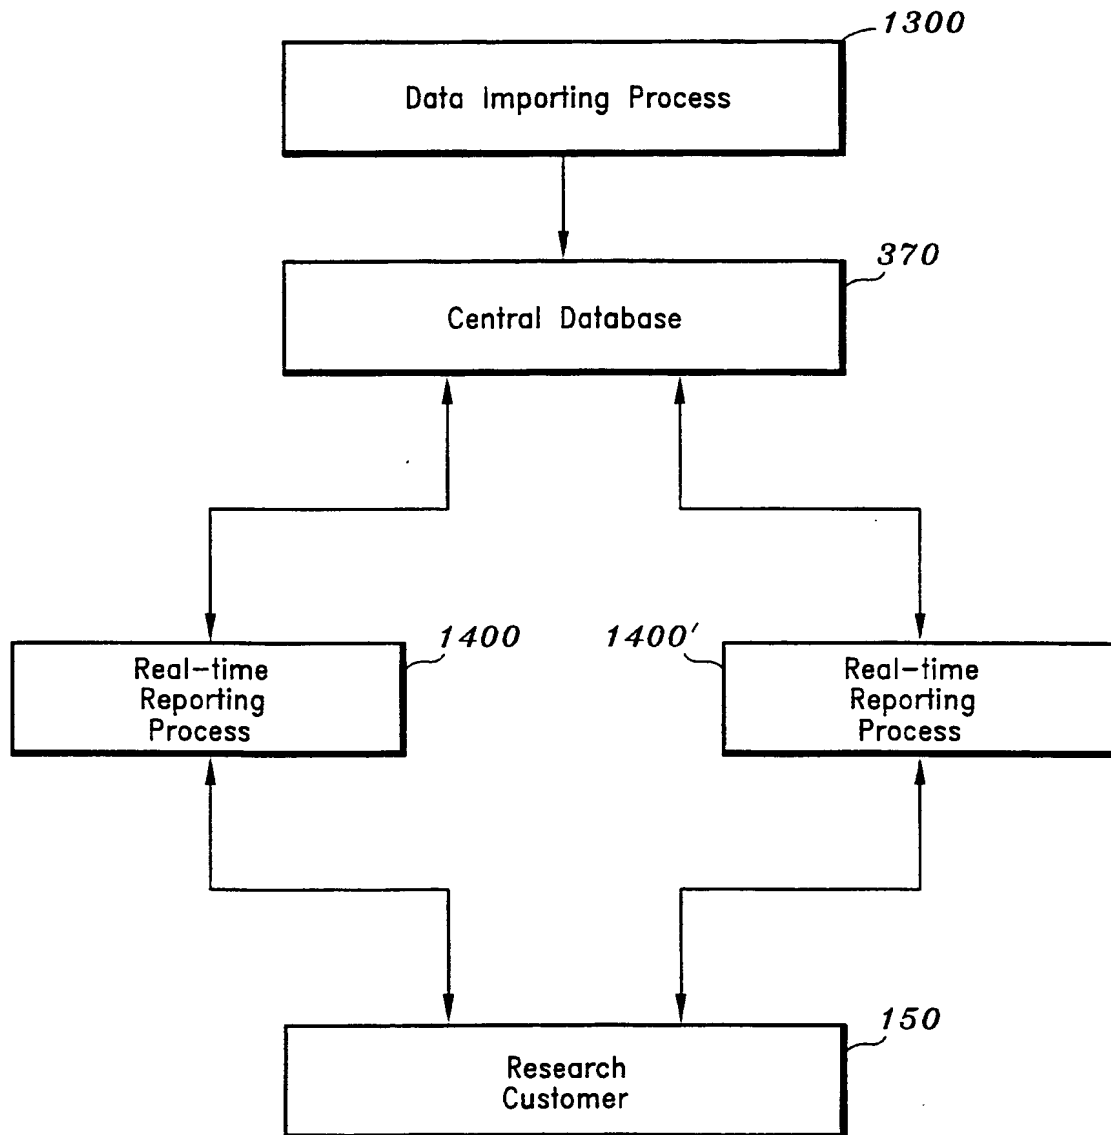 1300
Data Importing Process
370
Central Database
1400
1400'
Real-time
Reporting
Process
Real-time
Reporting
Process
150
Research
Customer